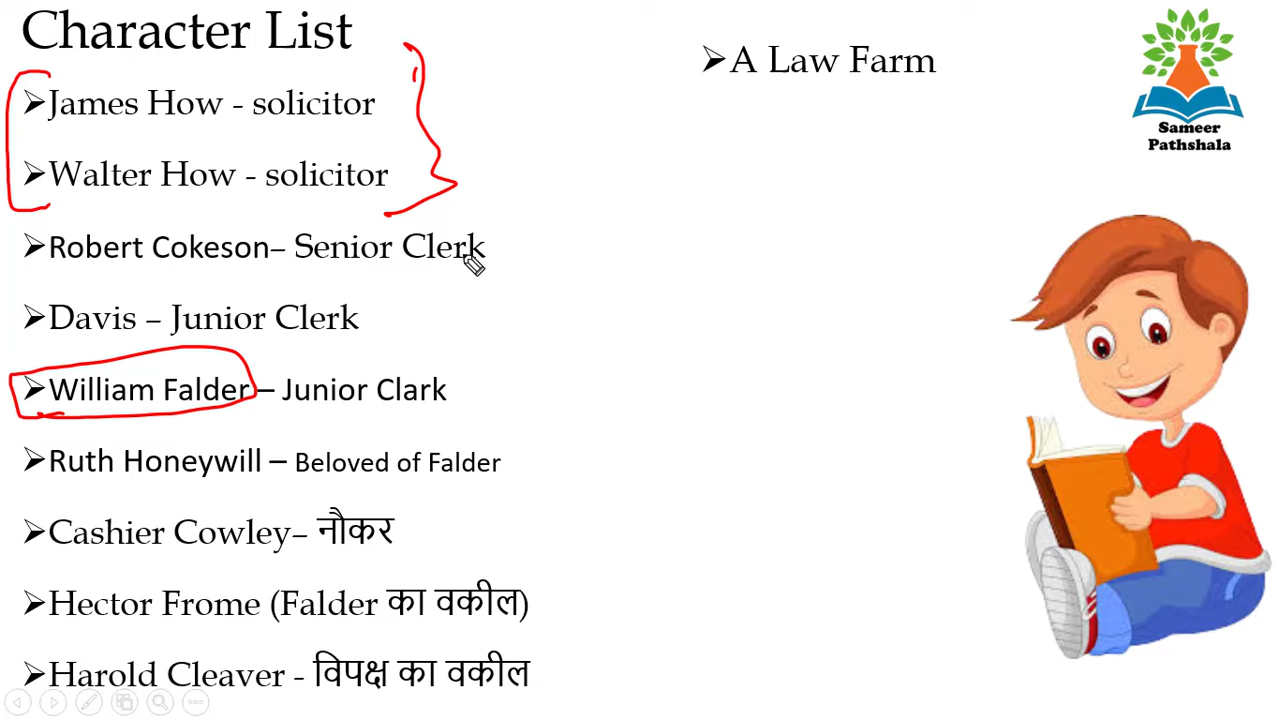 Character List
➢James How - solicitor
➢Walter How - solicitor
➢Robert Cokeson– Senior Clerk
➢Davis – Junior Clerk
➢William Falder – Junior Clark
➢Ruth Honeywill – Beloved of Falder
➢Cashier Cowley– नौकर
➢Hector Frome (Falder का वकील)
➢Harold Cleaver - विपक्ष का वकील
➢A Law Farm
Sameer
Pathshala